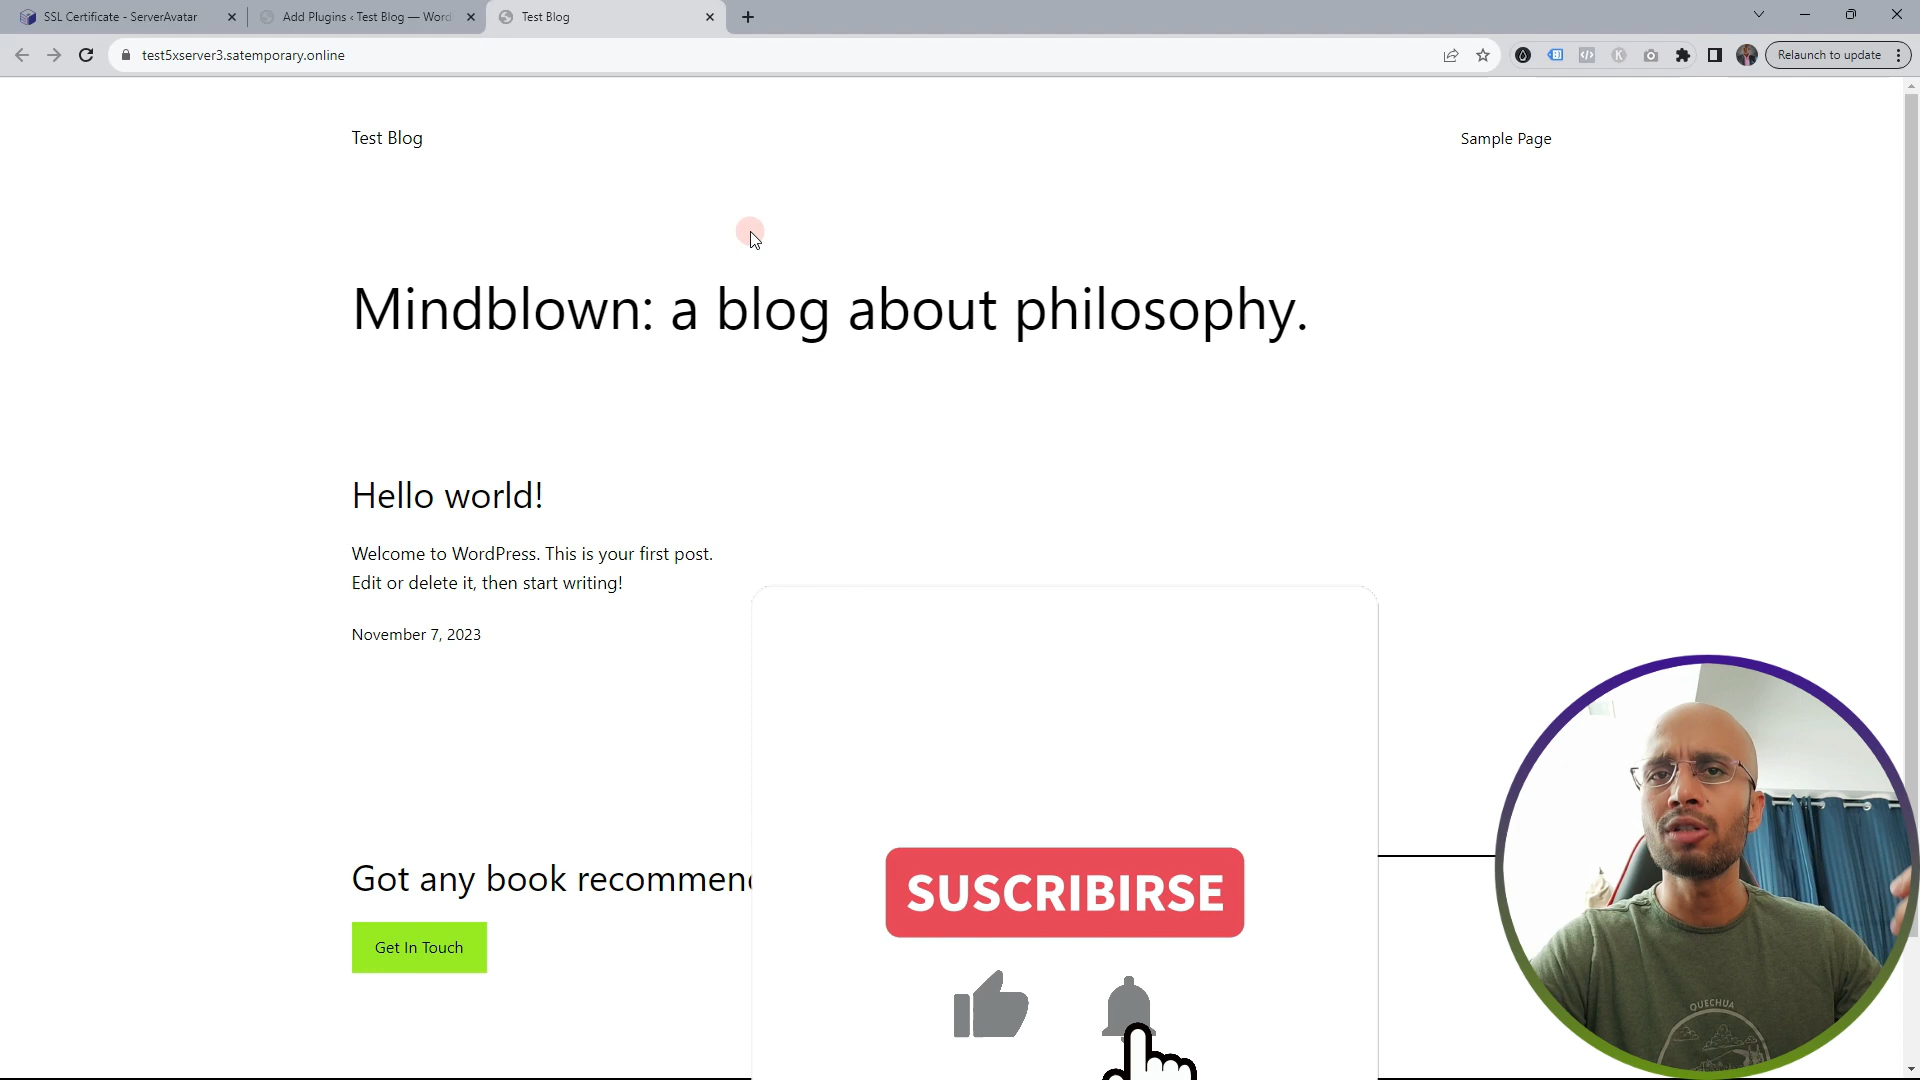 SSL Certificate - ServerAvatar
Add Plugins ‹ Test Blog — Word
Test Blog
test5xserver3.satemporary.online
Relaunch to update
Test Blog
Sample Page
Mindblown: a blog about philosophy.
Hello world!
Welcome to WordPress. This is your first post.
Edit or delete it, then start writing!
November 7, 2023
Got any book recommen
Get In Touch
SUSCRIBIRSE
QUECHUA